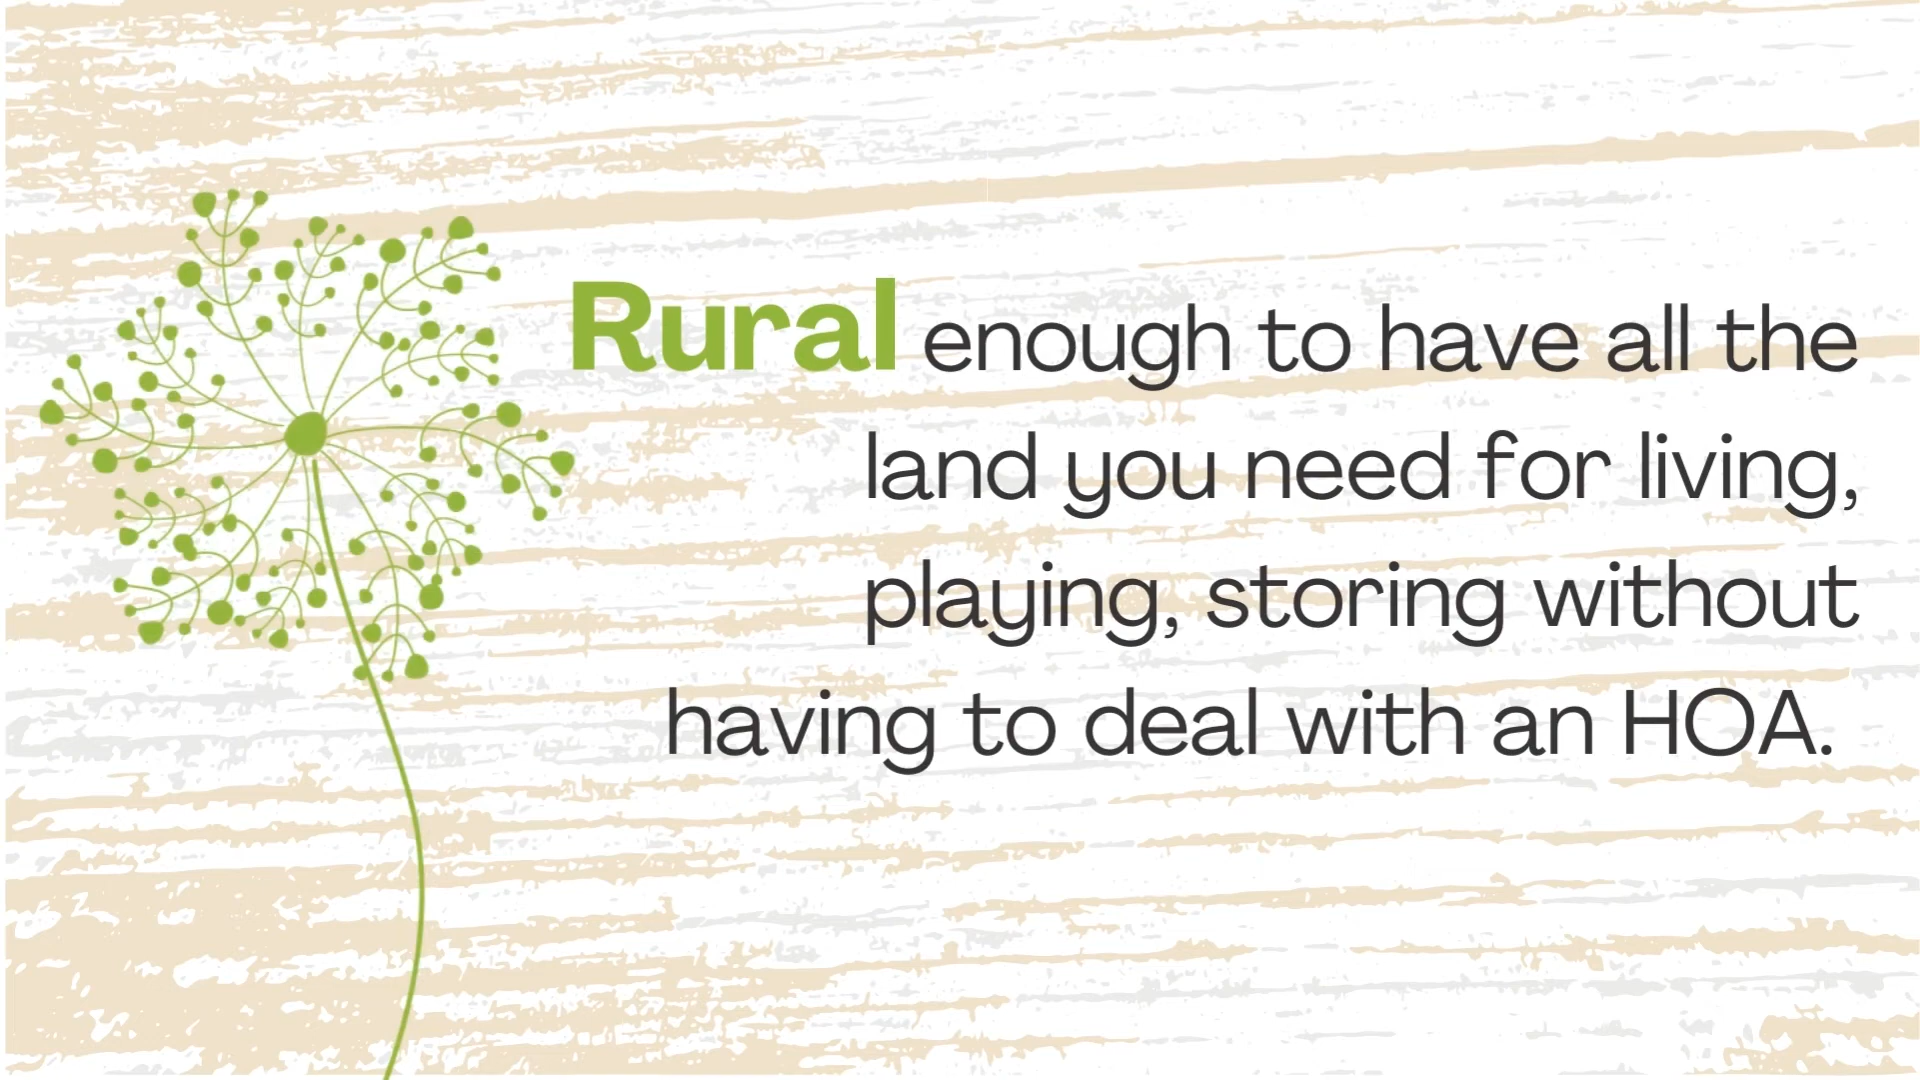 Rural enough to have all the
land you need for living,
playing, storing without
having to deal with an HOA.